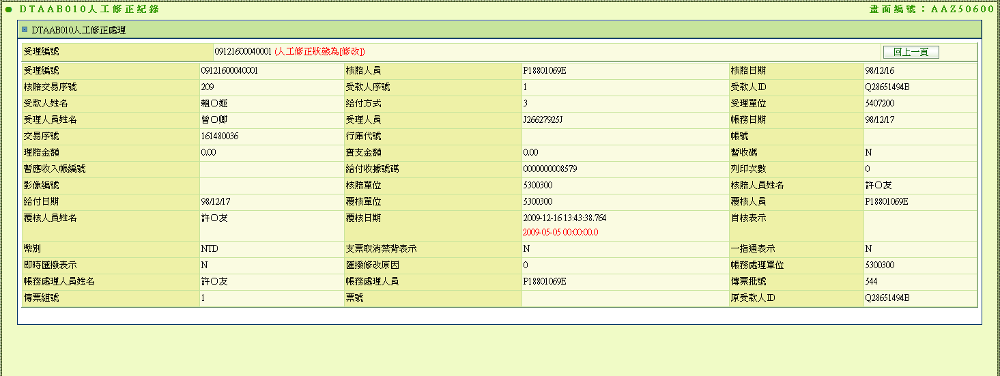 DTAAB010人工修正紀錄 畫面編號：AAZ50600
DTAAB010人工修正處理
受理編號 09121600040001 (人工修正狀態為[修改]) 回上一頁
受理編號 09121600040001 核賠人員 P18801069E 核賠日期 98/12/16
核賠交易序號 209 受款人序號 1 受款人ID Q28651494B
受款人姓名 賴〇姬 給付方式 3 受理單位 5407200
受理人員姓名 曾〇卿 受理人員 J26627925J 帳務日期 98/12/17
交易序號 161480036 行庫代號 帳號
理賠金額 0.00 實支金額 0.00 暫收碼 N
暫應收入帳編號 給付收據號碼 0000000008579 列印次數 0
影像編號 核賠單位 5300300 核賠人員姓名 許〇友
給付日期 98/12/17 覆核單位 5300300 覆核人員 P18801069E
覆核人員姓名 許〇友 覆核日期 2009-12-16 13:43:38.764 自核表示
2009-05-05 00:00:00.0
幣別 NTD 支票取消禁背表示 N 一指通表示 N
即時匯撥表示 N 匯撥修改原因 0 帳務處理單位 5300300
帳務處理人員姓名 許〇友 帳務處理人員 P18801069E 傳票批號 544
傳票組號 1 票號 原受款人ID Q28651494B